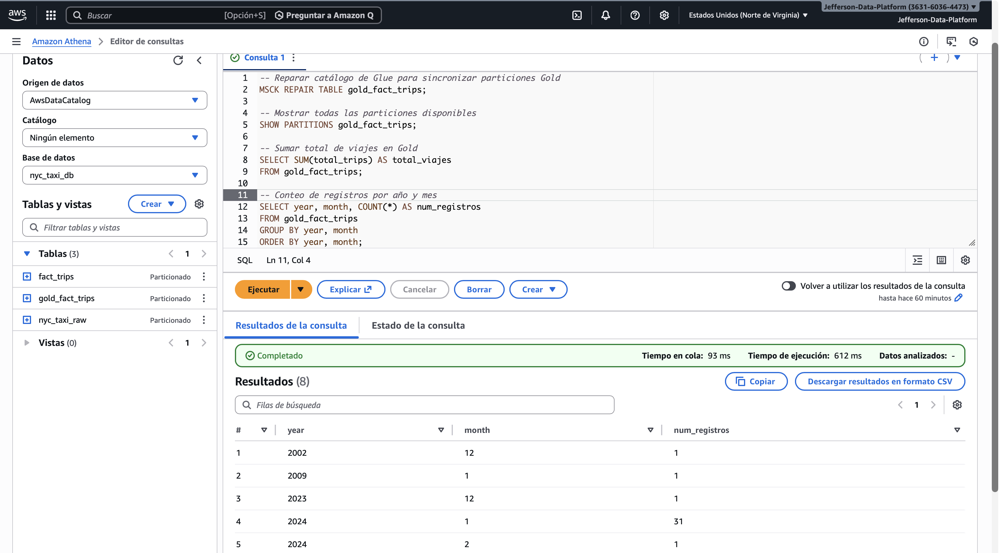 aws
Buscar
[Opción+S]
Preguntar a Amazon Q
Estados Unidos (Norte de Virginia)
Jefferson-Data-Platform (3631-6036-4473)
Jefferson-Data-Platform
Amazon Athena
Editor de consultas
Datos
Origen de datos
AwsDataCatalog
Catálogo
Ningún elemento
Base de datos
nyc_taxi_db
Tablas y vistas
Crear
Filtrar tablas y vistas
Tablas (3)
1
fact_trips Particionado
gold_fact_trips Particionado
nyc_taxi_raw Particionado
Vistas (0)
1
Consulta 1
1 -- Reparar catálogo de Glue para sincronizar particiones Gold
2 MSCK REPAIR TABLE gold_fact_trips;
3
4 -- Mostrar todas las particiones disponibles
5 SHOW PARTITIONS gold_fact_trips;
6
7 -- Sumar total de viajes en Gold
8 SELECT SUM(total_trips) AS total_viajes
9 FROM gold_fact_trips;
10
11 -- Conteo de registros por año y mes
12 SELECT year, month, COUNT(*) AS num_registros
13 FROM gold_fact_trips
14 GROUP BY year, month
15 ORDER BY year, month;
SQL Ln 11, Col 4
Ejecutar
Explicar
Cancelar
Borrar
Crear
Volver a utilizar los resultados de la consulta
hasta hace 60 minutos
Resultados de la consulta
Estado de la consulta
Completado
Tiempo en cola: 93 ms
Tiempo de ejecución: 612 ms
Datos analizados: -
Resultados (8)
Copiar
Descargar resultados en formato CSV
Filas de búsqueda
1
# year month num_registros
1 2002 12 1
2 2009 1 1
3 2023 12 1
4 2024 1 31
5 2024 2 1